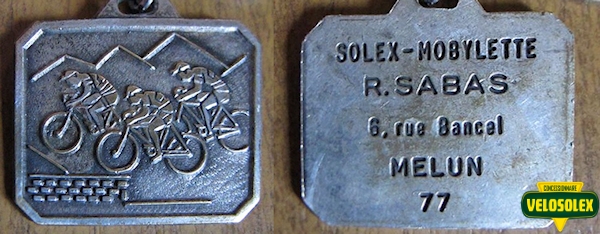 SOLEX-MOBYLETTE
R. SABAS
6, rue Bancel
MELUN
77
CONCESSIONNAIRE
VELOSOLEX